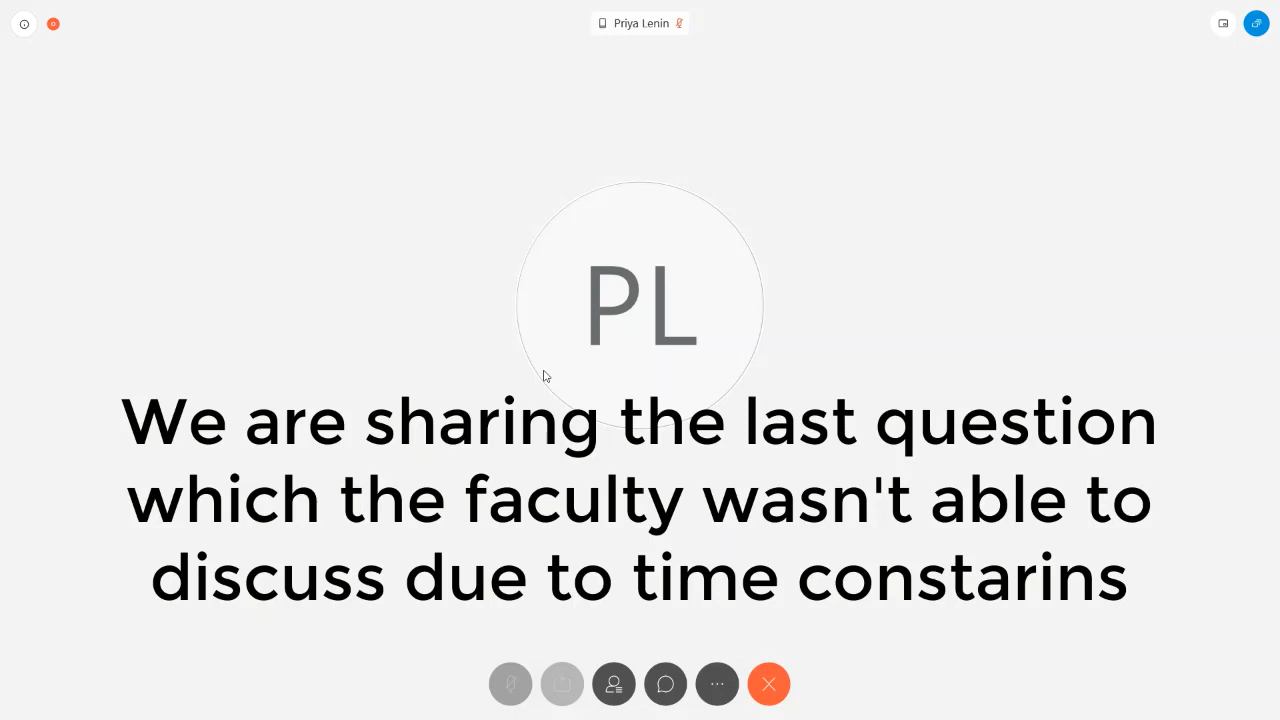 Priya Lenin
PL
We are sharing the last question
which the faculty wasn't able to
discuss due to time constarins